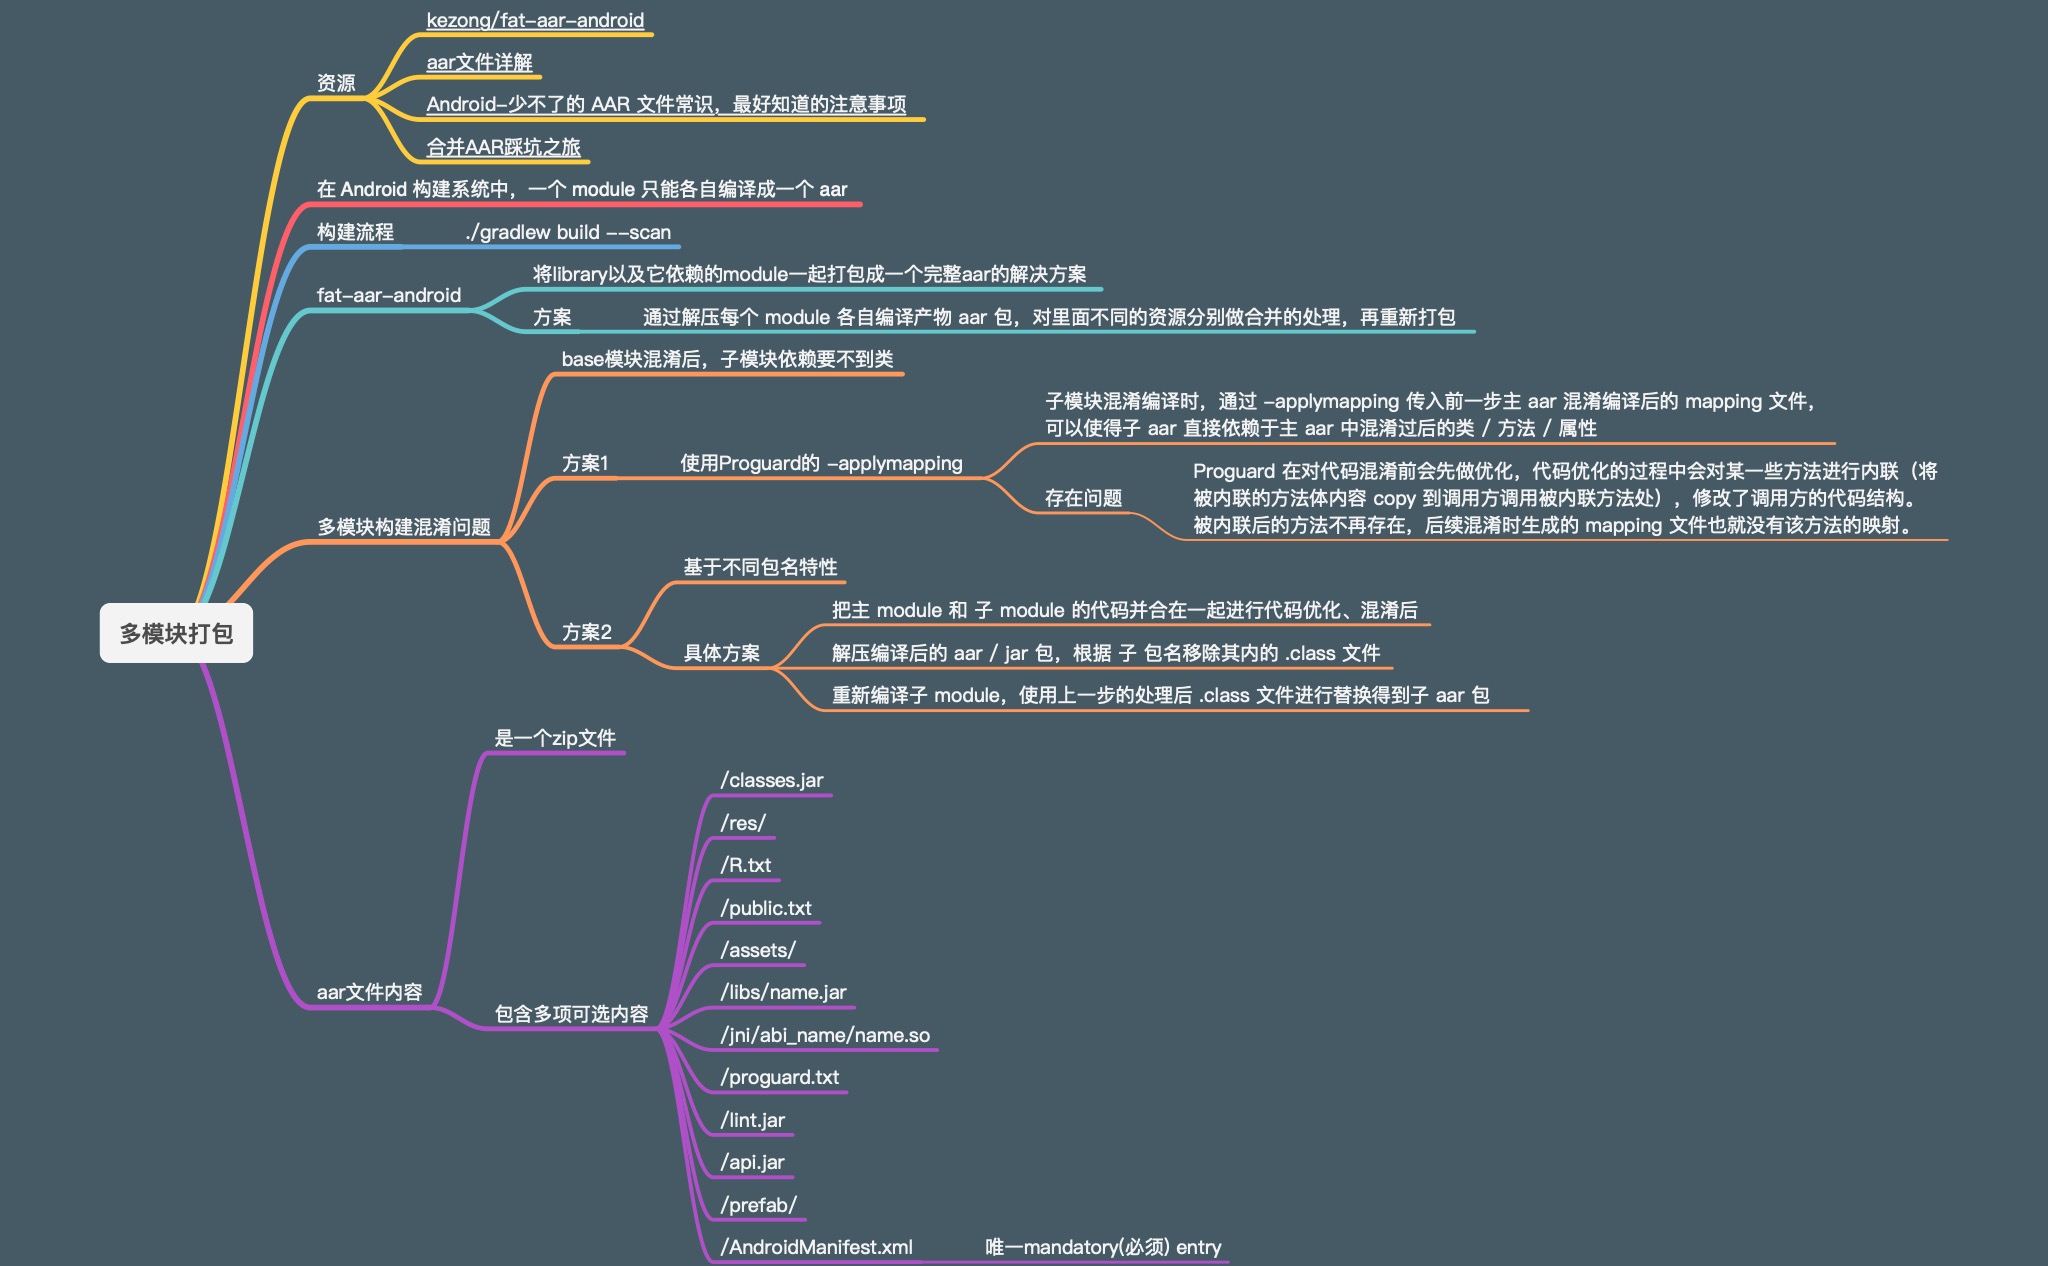 kezong/fat-aar-android
aar文件详解
资源
Android-少不了的 AAR 文件常识，最好知道的注意事项
合并AAR踩坑之旅
在 Android 构建系统中，一个 module 只能各自编译成一个 aar
构建流程
./gradlew build --scan
fat-aar-android
将library以及它依赖的module一起打包成一个完整aar的解决方案
方案
通过解压每个 module 各自编译产物 aar 包，对里面不同的资源分别做合并的处理，再重新打包
多模块构建混淆问题
base模块混淆后，子模块依赖要不到类
方案1
使用Proguard的 -applymapping
子模块混淆编译时，通过 -applymapping 传入前一步主 aar 混淆编译后的 mapping 文件，
可以使得子 aar 直接依赖于主 aar 中混淆过后的类 / 方法 / 属性
存在问题
Proguard 在对代码混淆前会先做优化，代码优化的过程中会对某一些方法进行内联（将
被内联的方法体内容 copy 到调用方调用被内联方法处），修改了调用方的代码结构。
被内联后的方法不再存在，后续混淆时生成的 mapping 文件也就没有该方法的映射。
方案2
基于不同包名特性
具体方案
把主 module 和 子 module 的代码并合在一起进行代码优化、混淆后
解压编译后的 aar / jar 包，根据 子 包名移除其内的 .class 文件
重新编译子 module，使用上一步的处理后 .class 文件进行替换得到子 aar 包
多模块打包
aar文件内容
是一个zip文件
包含多项可选内容
/classes.jar
/res/
/R.txt
/public.txt
/assets/
/libs/name.jar
/jni/abi_name/name.so
/proguard.txt
/lint.jar
/api.jar
/prefab/
/AndroidManifest.xml
唯一mandatory(必须) entry